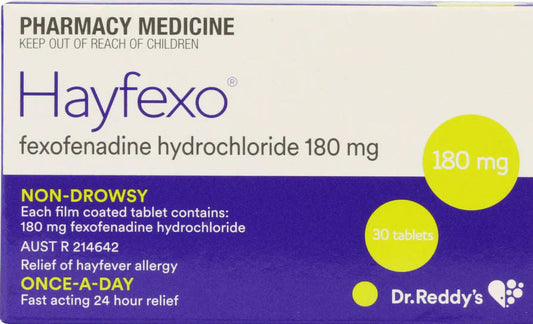 PHARMACY MEDICINE
KEEP OUT OF REACH OF CHILDREN
Hayfexo®
fexofenadine hydrochloride 180 mg
180 mg
NON-DROWSY
Each film coated tablet contains:
180 mg fexofenadine hydrochloride
30 tablets
AUST R 214642
Relief of hayfever allergy
ONCE-A-DAY
Fast acting 24 hour relief
Dr.Reddy's